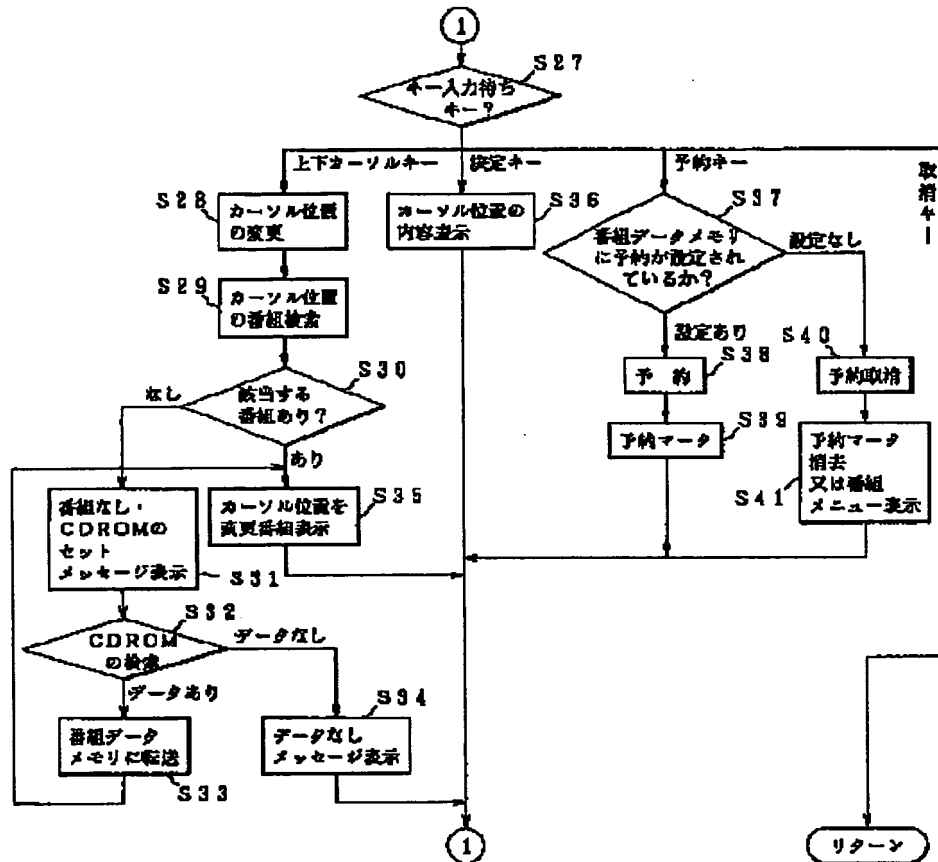 1
S27
キー入力待ち
キー?
上下カーソルキー
決定キー
予約キー
取消キー
S28
カーソル位置
の変更
S36
カーソル位置の
内容表示
S37
番組データメモリ
に予約が設定され
ているか?
設定なし
S29
カーソル位置
の番組検索
設定あり
S38
予 約
S40
予約取消
S30
該当する
番組あり?
なし
あり
S39
予約マータ
S41
予約マータ
消去
又は番組
メニュー表示
番組なし・
CDROMの
セット
メッセージ表示
S31
S35
カーソル位置を
変更番組表示
S32
CDROM
の検索
データなし
データあり
S33
番組データ
メモリに転送
S34
データなし
メッセージ表示
1
リターン